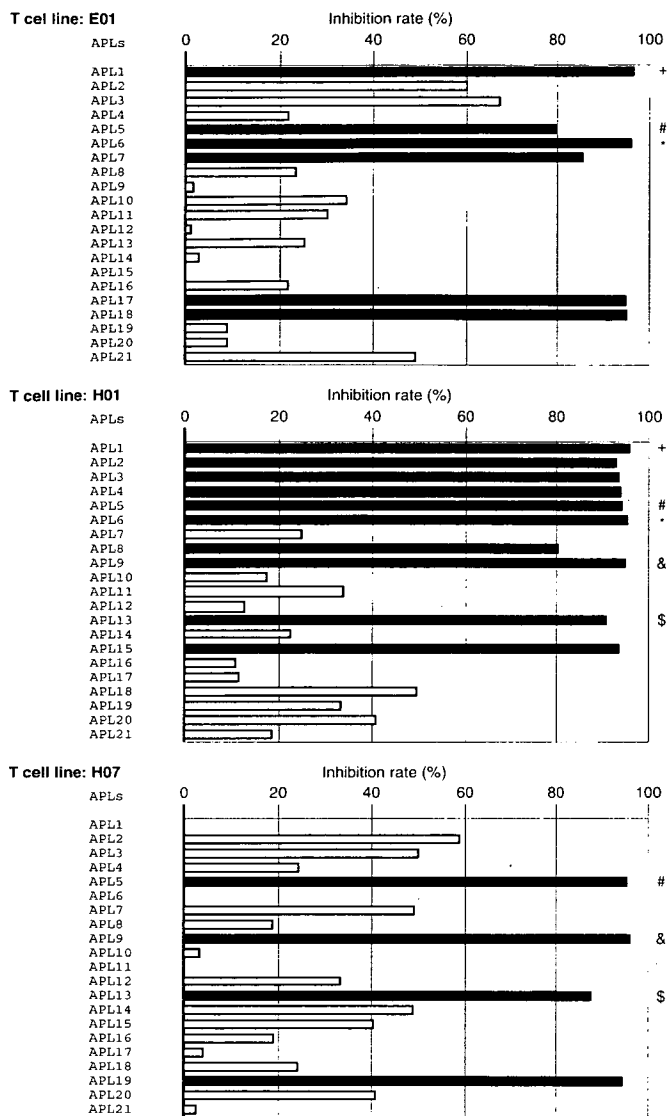 T cel line: E01 Inhibition rate (%)
APLs 0 20 40 60 80 100
APL1 +
APL2
APL3
APL4
APL5 #
APL6 *
APL7
APL8
APL9
APL10
APL11
APL12
APL13
APL14
APL15
APL16
APL17
APL18
APL19
APL20
APL21
T cell line: H01 Inhibition rate (%)
APLs 0 20 40 60 80 100
APL1 +
APL2
APL3
APL4
APL5 #
APL6 *
APL7
APL8
APL9 &
APL10
APL11
APL12
APL13 $
APL14
APL15
APL16
APL17
APL18
APL19
APL20
APL21
T cell line: H07 Inhibition rate (%)
APLs 0 20 40 60 80 100
APL1
APL2
APL3
APL4
APL5 #
APL6
APL7
APL8
APL9 &
APL10
APL11
APL12
APL13 $
APL14
APL15
APL16
APL17
APL18
APL19
APL20
APL21